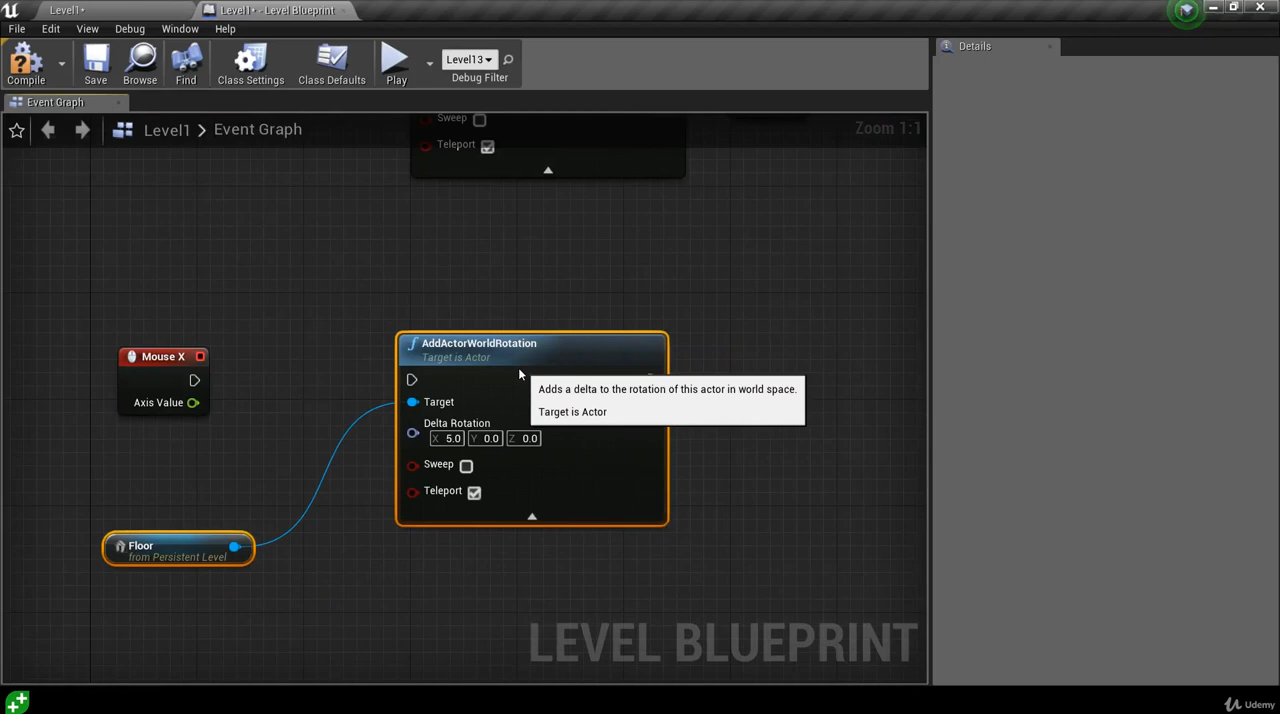 Level1*
Level1* - Level Blueprint
File Edit View Debug Window Help
Compile
Save
Browse
Find
Class Settings
Class Defaults
Play
Level13
Debug Filter
Details
Event Graph
Level1 > Event Graph
Zoom 1:1
Sweep
Teleport
Mouse X
Axis Value
AddActorWorldRotation
Target is Actor
Target
Delta Rotation
X 5.0 Y 0.0 Z 0.0
Sweep
Teleport
Adds a delta to the rotation of this actor in world space.
Target is Actor
Floor
from Persistent Level
LEVEL BLUEPRINT
Udemy